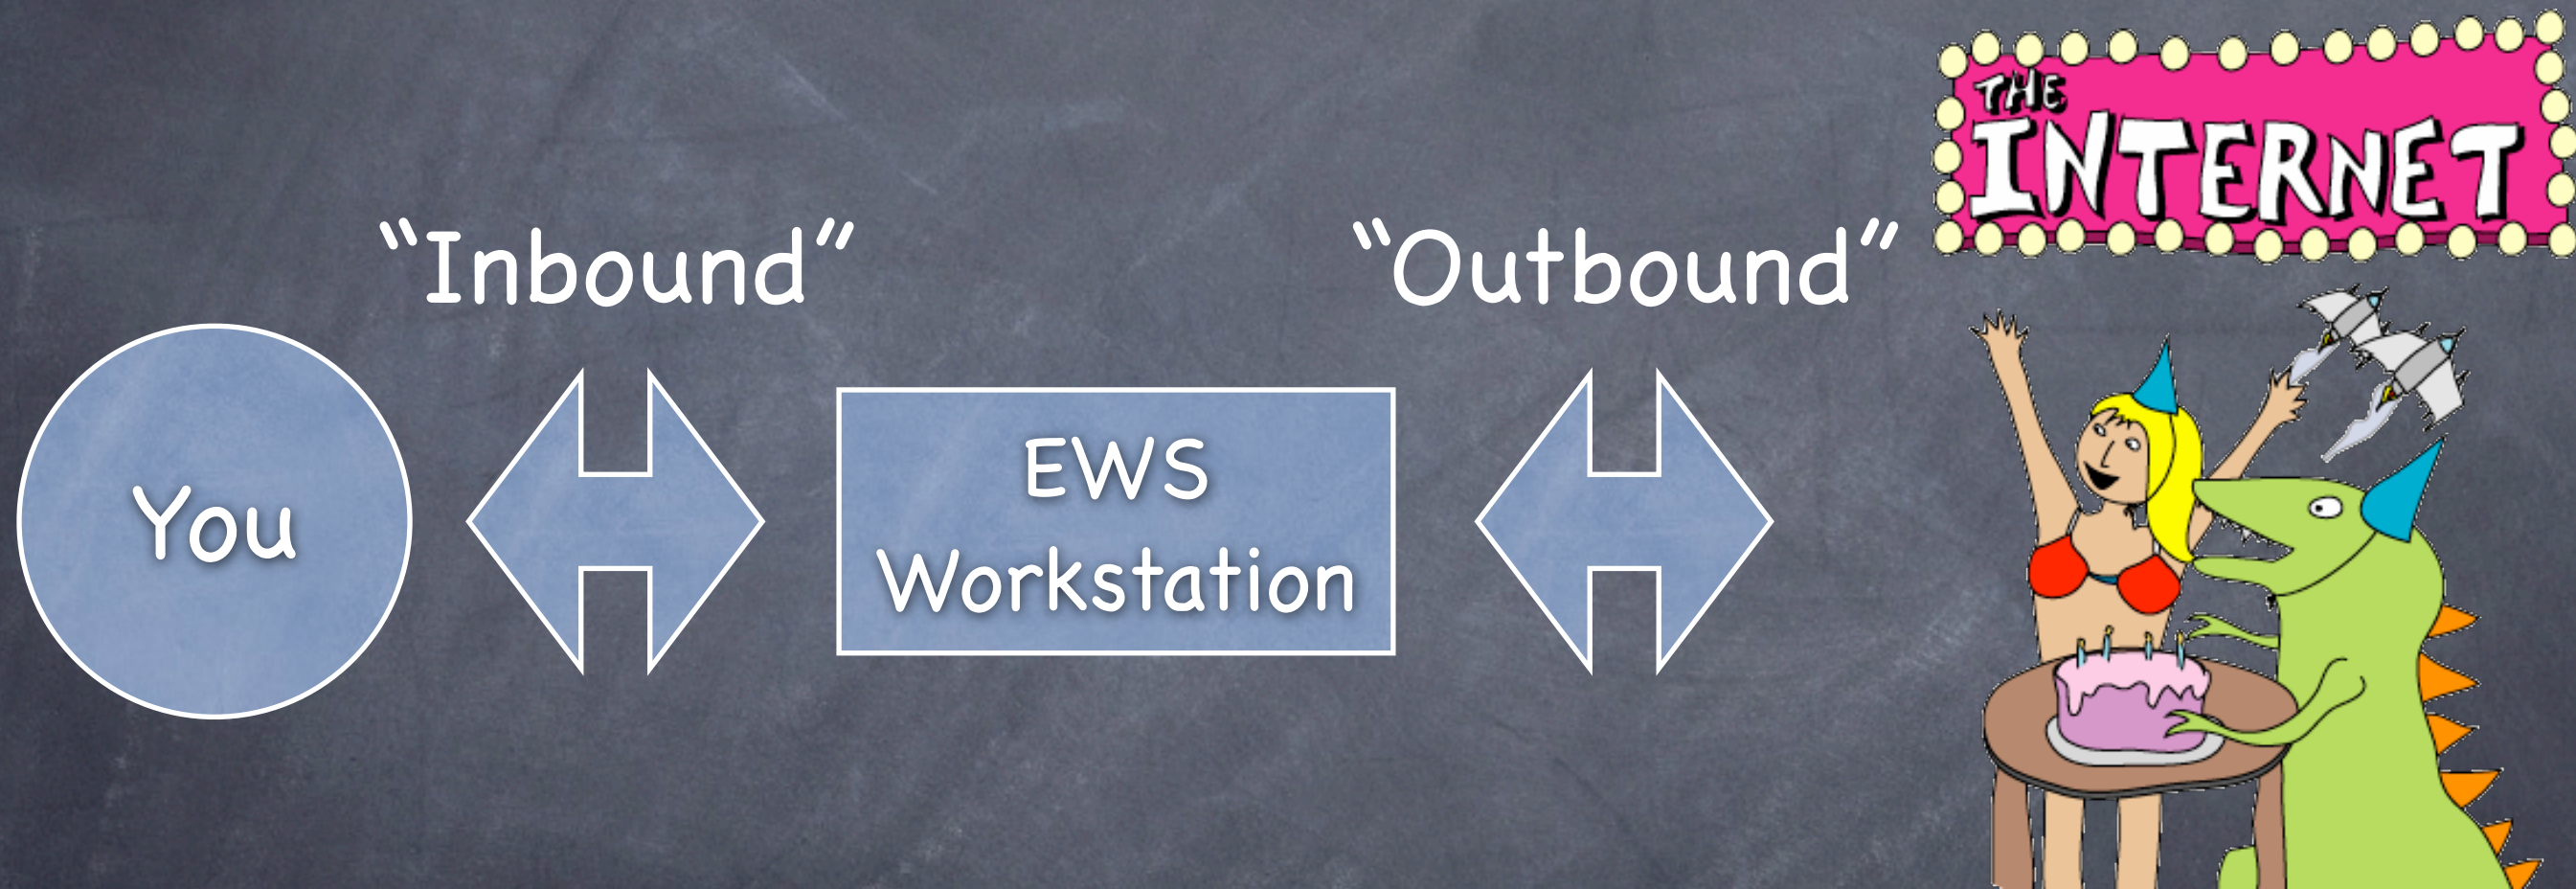 THE
INTERNET
“Inbound”
“Outbound”
You
EWS
Workstation